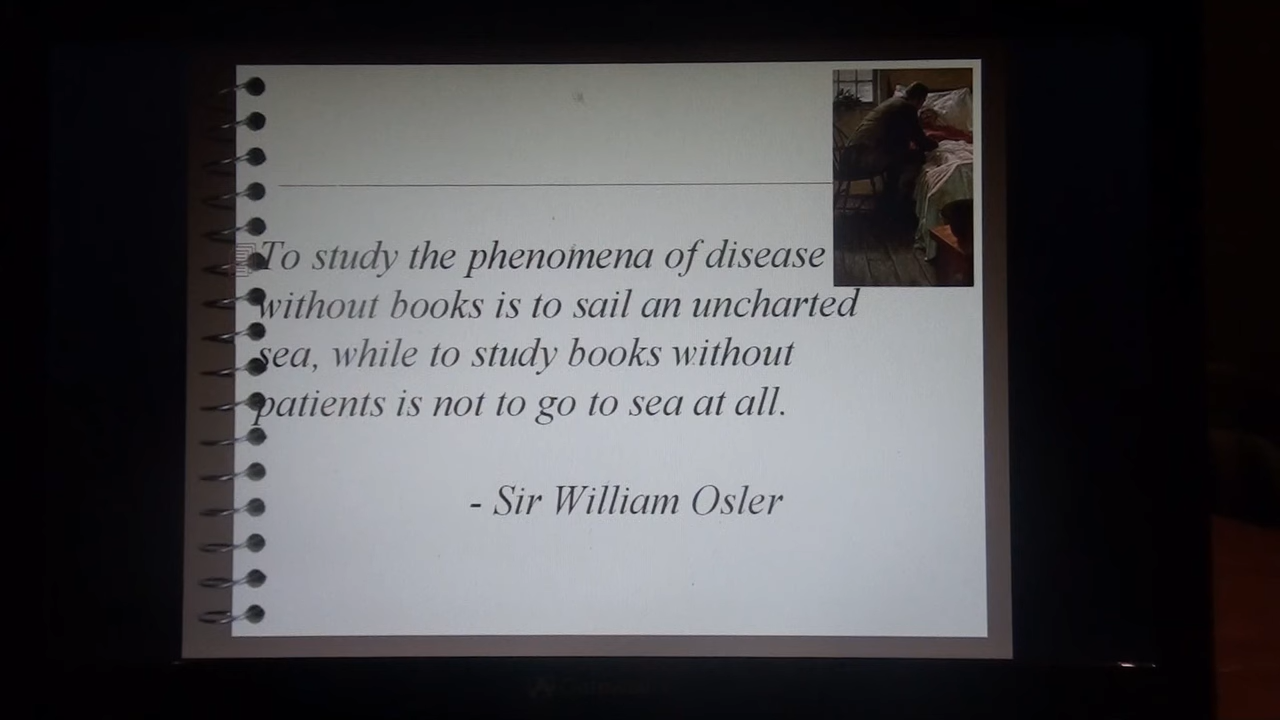 To study the phenomena of disease
without books is to sail an uncharted
sea, while to study books without
patients is not to go to sea at all.
- Sir William Osler